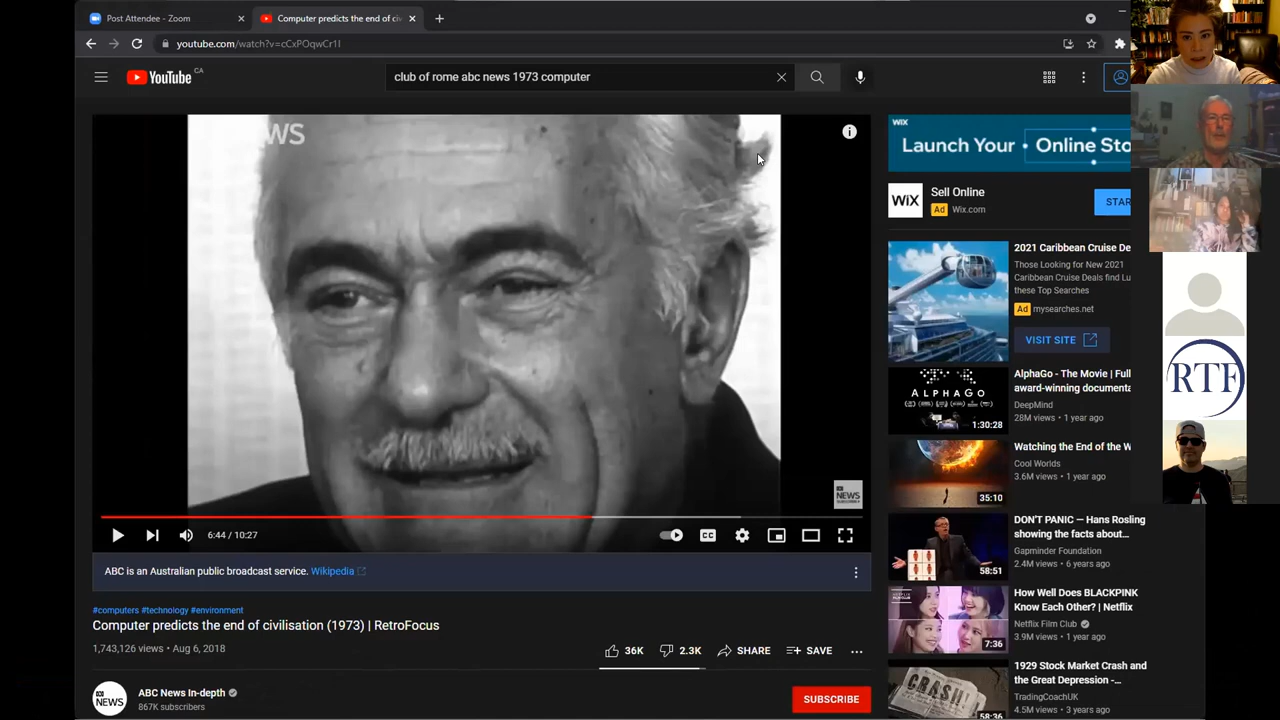 Post Attendee - Zoom
Computer predicts the end of ci
youtube.com/watch?v=cCxPOqwCr1I
YouTube CA
club of rome abc news 1973 computer
WS
WIX
Launch Your Online Sto
WIX
Sell Online
Ad Wix.com
STAR
2021 Caribbean Cruise De
Those Looking for New 2021
Caribbean Cruise Deals find Lu
these Top Searches
Ad mysearches.net
VISIT SITE
RTF
ALPHAGO
1:30:28
AlphaGo - The Movie | Full
award-winning documenta
DeepMind
28M views • 1 year ago
35:10
Watching the End of the W
Cool Worlds
3.6M views • 1 year ago
NEWS
6:44 / 10:27
CC
58:51
DON'T PANIC — Hans Rosling
showing the facts about...
Gapminder Foundation
2.4M views • 6 years ago
ABC is an Australian public broadcast service. Wikipedia
#computers #technology #environment
Computer predicts the end of civilisation (1973) | RetroFocus
1,743,126 views • Aug 6, 2018
36K
2.3K
SHARE
SAVE
7:36
How Well Does BLACKPINK
Know Each Other? | Netflix
Netflix Film Club
3.9M views • 1 year ago
CRASH!
58:36
1929 Stock Market Crash and
the Great Depression -...
TradingCoachUK
4.5M views • 3 years ago
NEWS
ABC News In-depth
867K subscribers
SUBSCRIBE